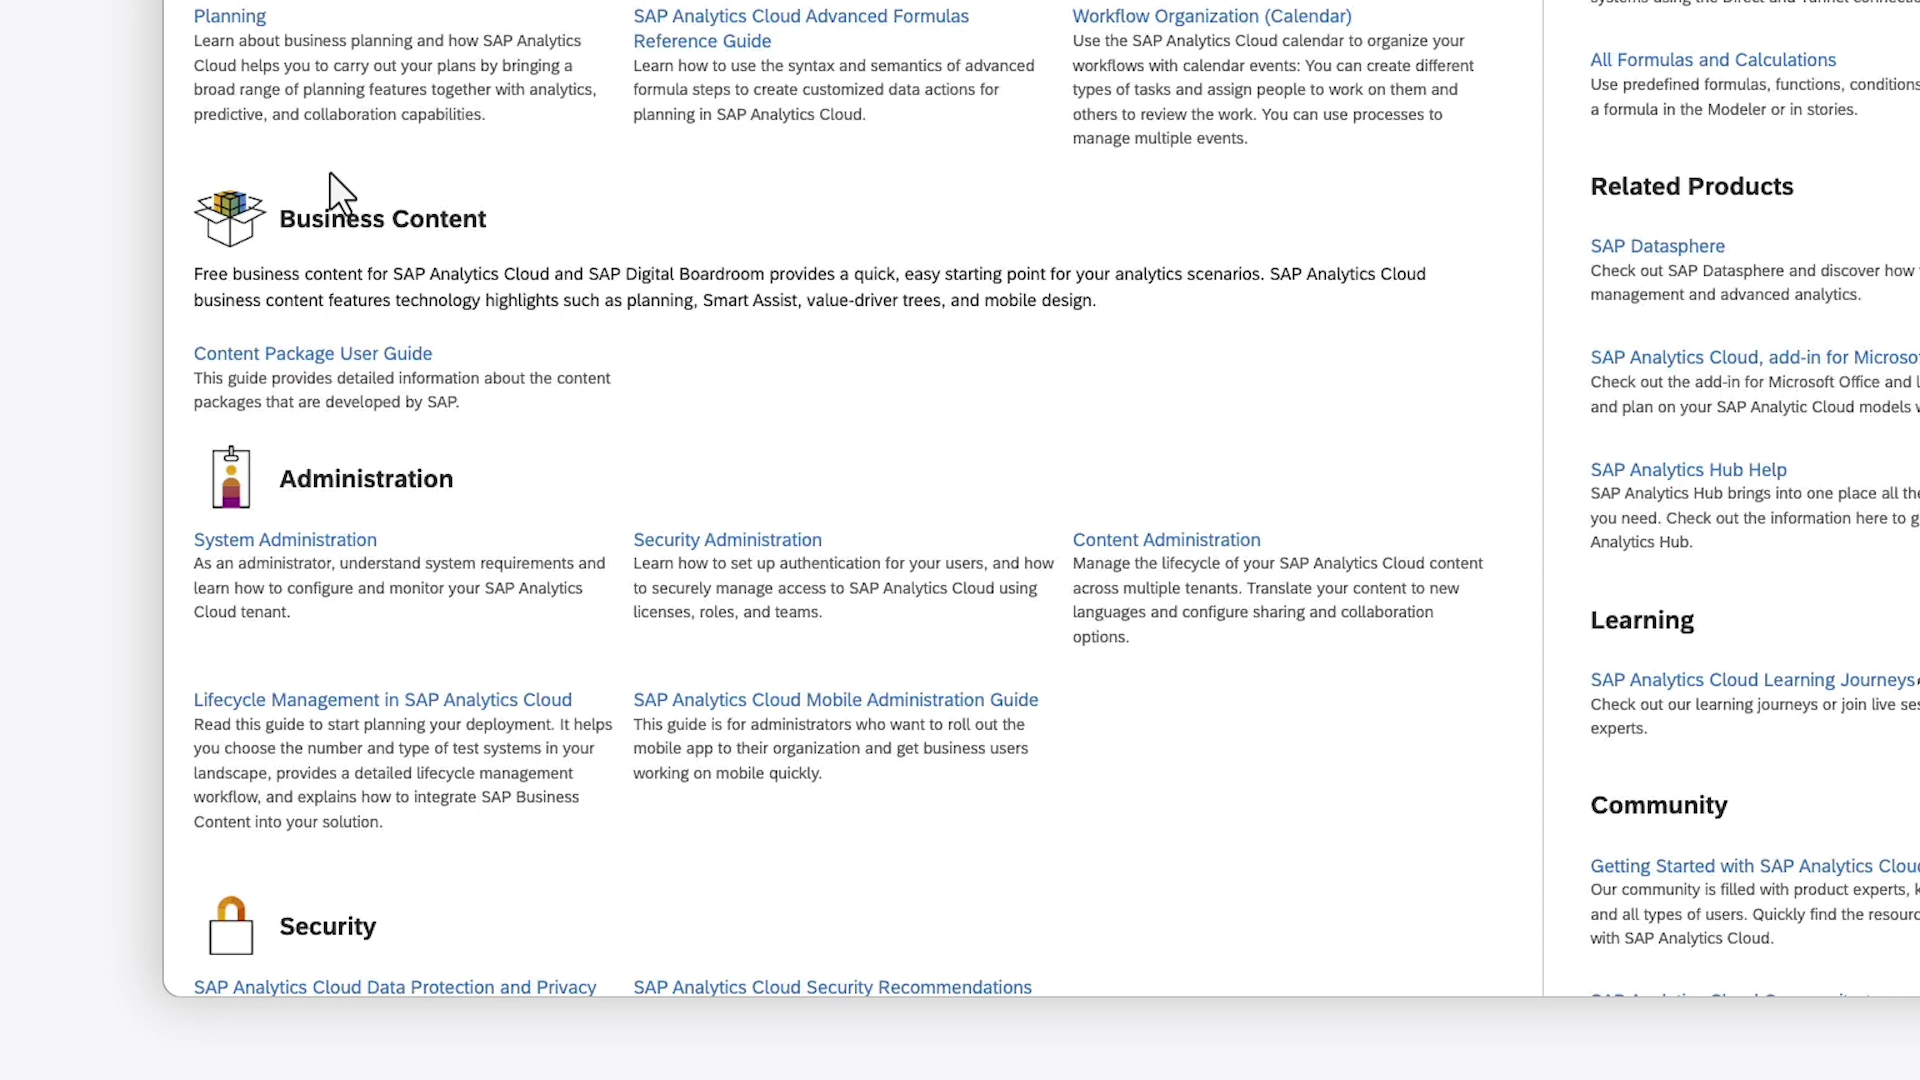 Planning
Learn about business planning and how SAP Analytics
Cloud helps you to carry out your plans by bringing a
broad range of planning features together with analytics,
predictive, and collaboration capabilities.
SAP Analytics Cloud Advanced Formulas
Reference Guide
Learn how to use the syntax and semantics of advanced
formula steps to create customized data actions for
planning in SAP Analytics Cloud.
Workflow Organization (Calendar)
Use the SAP Analytics Cloud calendar to organize your
workflows with calendar events: You can create different
types of tasks and assign people to work on them and
others to review the work. You can use processes to
manage multiple events.
Business Content
Free business content for SAP Analytics Cloud and SAP Digital Boardroom provides a quick, easy starting point for your analytics scenarios. SAP Analytics Cloud
business content features technology highlights such as planning, Smart Assist, value-driver trees, and mobile design.
Content Package User Guide
This guide provides detailed information about the content
packages that are developed by SAP.
Administration
System Administration
As an administrator, understand system requirements and
learn how to configure and monitor your SAP Analytics
Cloud tenant.
Security Administration
Learn how to set up authentication for your users, and how
to securely manage access to SAP Analytics Cloud using
licenses, roles, and teams.
Content Administration
Manage the lifecycle of your SAP Analytics Cloud content
across multiple tenants. Translate your content to new
languages and configure sharing and collaboration
options.
Lifecycle Management in SAP Analytics Cloud
Read this guide to start planning your deployment. It helps
you choose the number and type of test systems in your
landscape, provides a detailed lifecycle management
workflow, and explains how to integrate SAP Business
Content into your solution.
SAP Analytics Cloud Mobile Administration Guide
This guide is for administrators who want to roll out the
mobile app to their organization and get business users
working on mobile quickly.
Security
SAP Analytics Cloud Data Protection and Privacy
SAP Analytics Cloud Security Recommendations
systems using the Direct and Tunnel
All Formulas and Calculations
Use predefined formulas, functions, conditions
a formula in the Modeler or in stories.
Related Products
SAP Datasphere
Check out SAP Datasphere and discover how
management and advanced analytics.
SAP Analytics Cloud, add-in for
Check out the add-in for Microsoft Office and
and plan on your SAP Analytic Cloud models
SAP Analytics Hub Help
SAP Analytics Hub brings into one place all
you need. Check out the information here to
Analytics Hub.
Learning
SAP Analytics Cloud Learning Journeys
Check out our learning journeys or join live
experts.
Community
Getting Started with SAP Analytics
Our community is filled with product experts,
and all types of users. Quickly find the
with SAP Analytics Cloud.